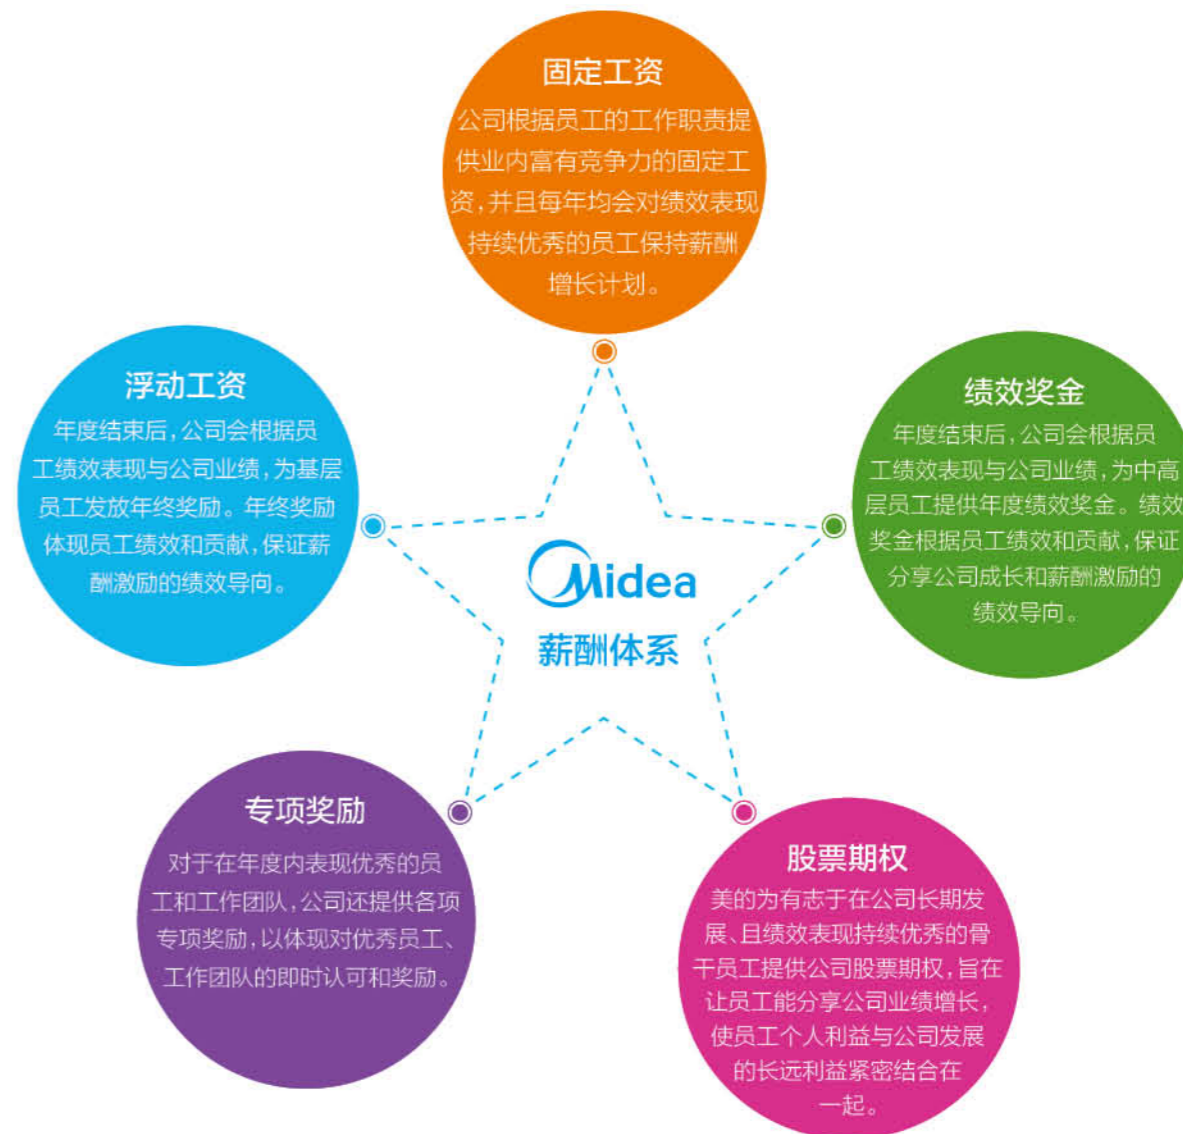 固定工资
公司根据员工的工作职责提
供业内富有竞争力的固定工
资，并且每年均会对绩效表现
持续优秀的员工保持薪酬
增长计划。
浮动工资
年度结束后，公司会根据员
工绩效表现与公司业绩，为基层
员工发放年终奖励。年终奖励
体现员工绩效和贡献，保证薪
酬激励的绩效导向。
绩效奖金
年度结束后，公司会根据员
工绩效表现与公司业绩，为中高
层员工提供年度绩效奖金。绩效
奖金根据员工绩效和贡献，保证
分享公司成长和薪酬激励的
绩效导向。
Midea
薪酬体系
专项奖励
对于在年度内表现优秀的员
工和工作团队，公司还提供各项
专项奖励，以体现对优秀员工、
工作团队的即时认可和奖励。
股票期权
美的为有志于在公司长期发
展、且绩效表现持续优秀的骨
干员工提供公司股票期权，旨在
让员工能分享公司业绩增长，
使员工个人利益与公司发展
的长远利益紧密结合在
一起。